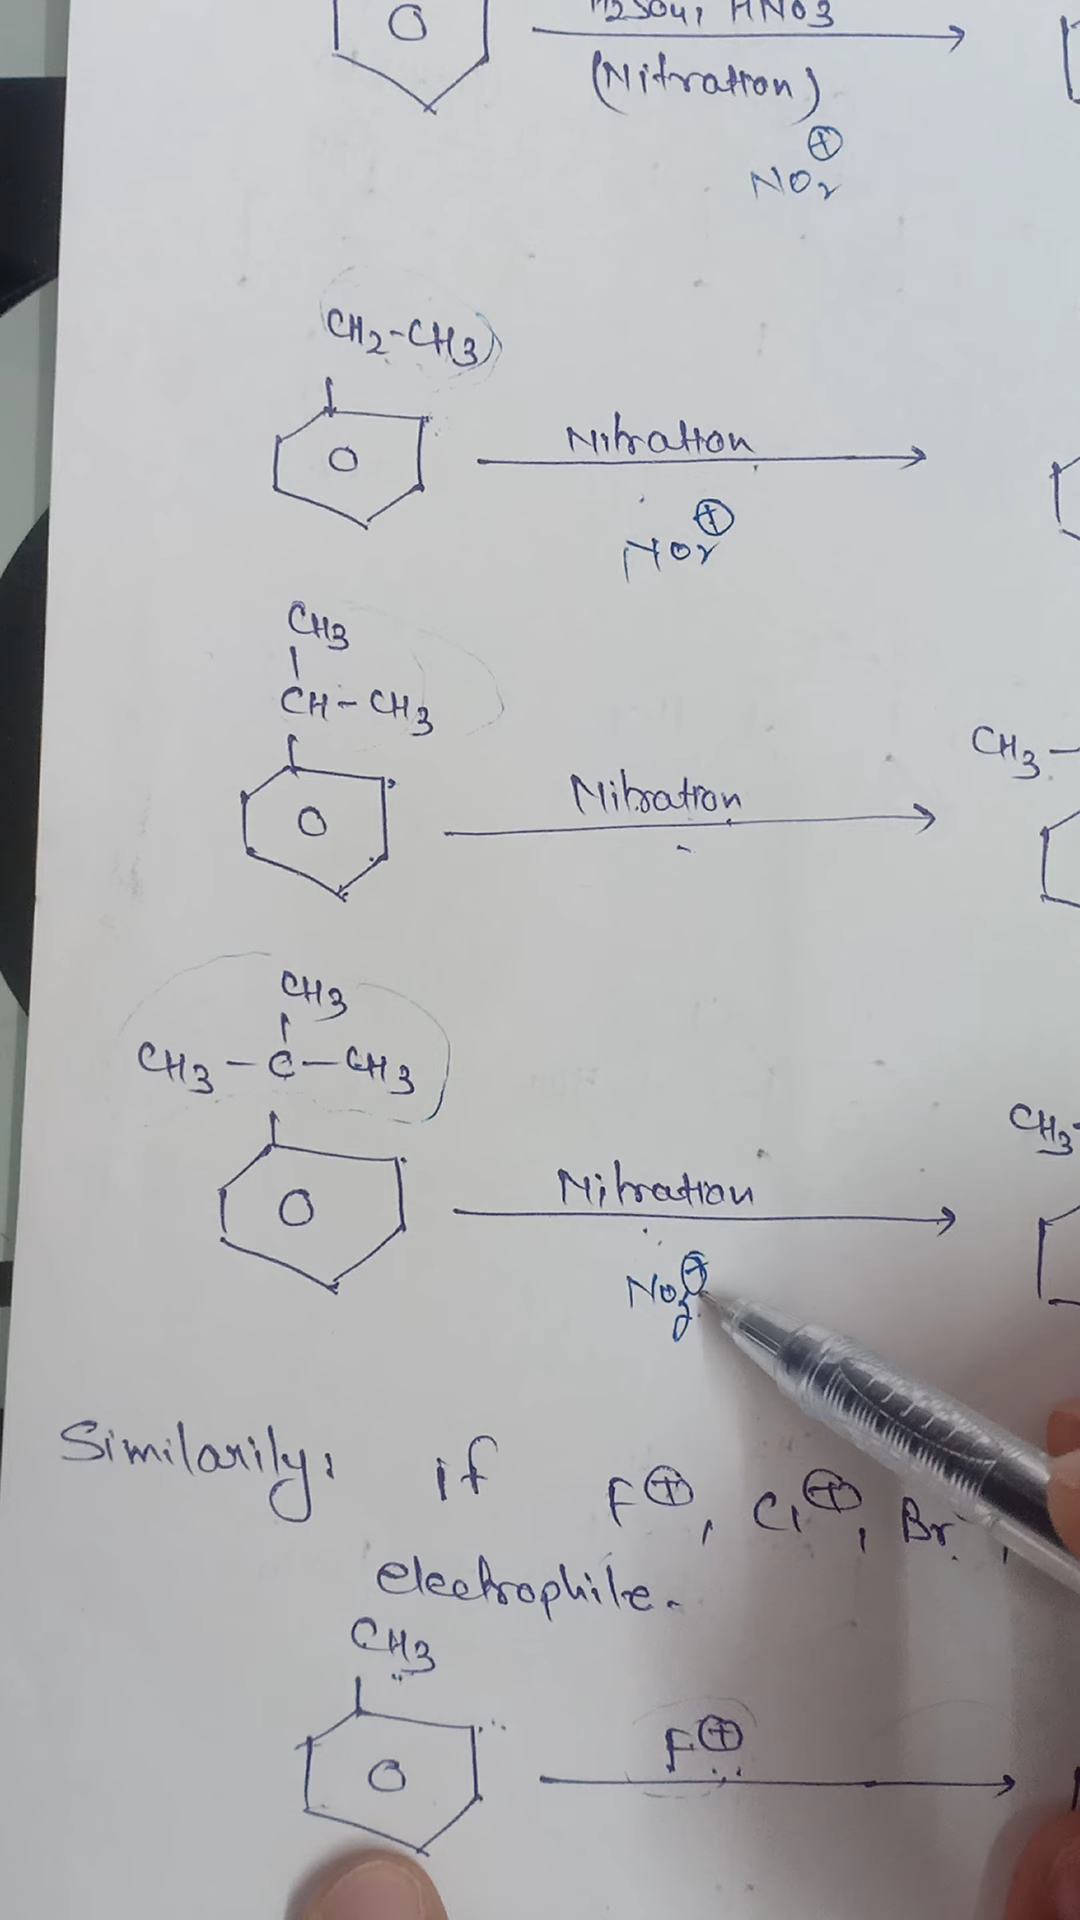 H2SO4, HNO3
(Nitration)
NO2⊕
CH2-CH3
Nitration
NO2⊕
CH3
CH-CH3
Nitration
CH3 -
CH3
CH3-C-CH3
Nitration
NO2⊕
CH3
Similarily: if F⊕, Cl⊕, Br
electrophile.
CH3
F⊕